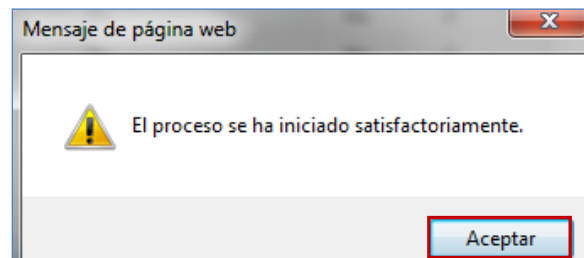 Mensaje de página web
El proceso se ha iniciado satisfactoriamente.
Aceptar